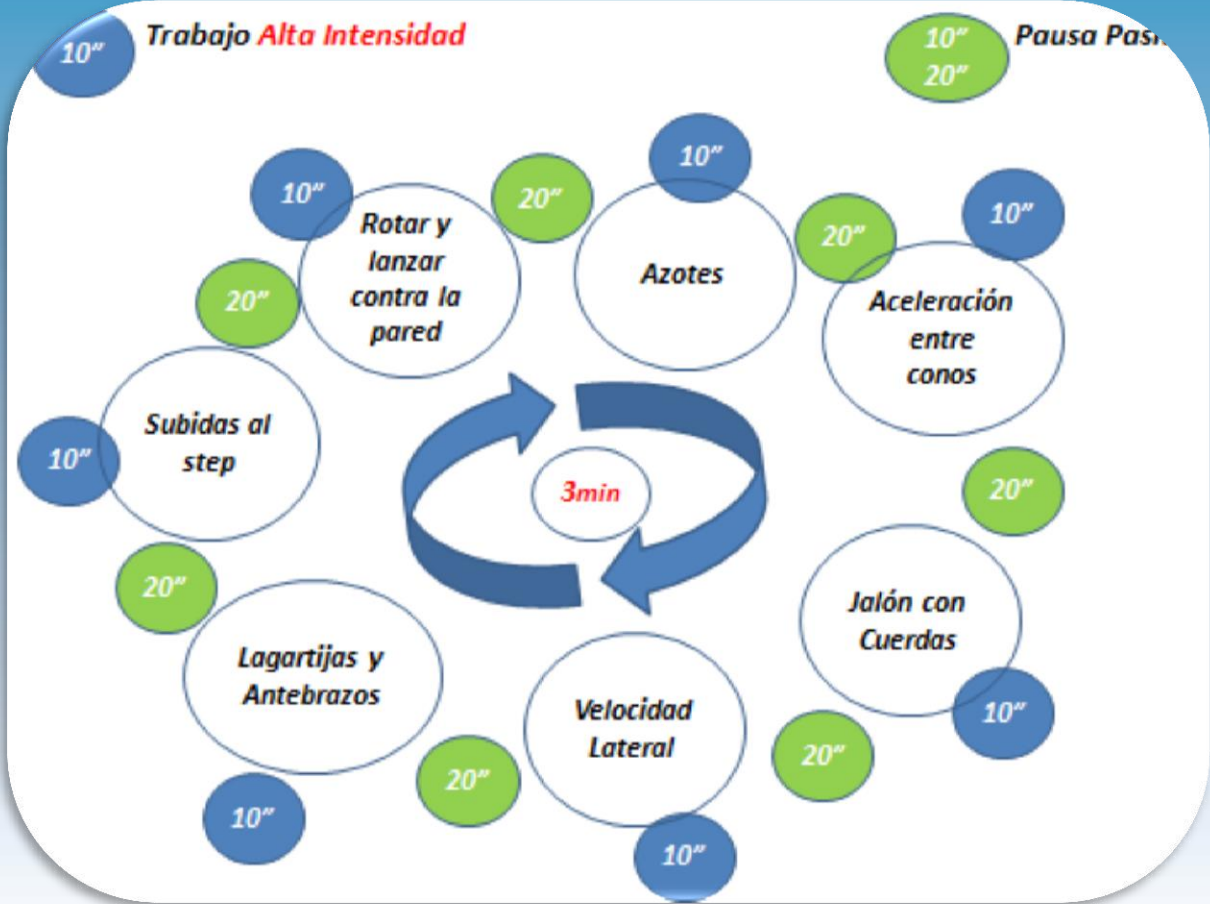 10"
Trabajo Alta Intensidad
10"
20"
Pausa
10"
Rotar y
lanzar
contra la
pared
20"
10"
Azotes
20"
10"
Aceleración
entre
conos
20"
Jalón con
Cuerdas
10"
20"
Velocidad
Lateral
10"
20"
Lagartijas y
Antebrazos
10"
20"
Subidas al
step
10"
20"
3min